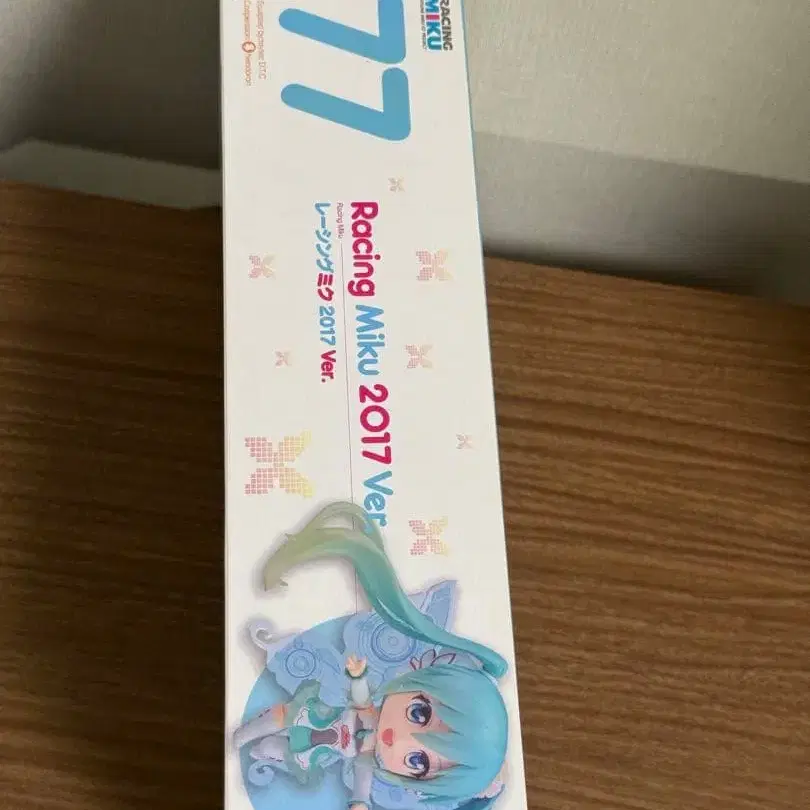 RACING
MIKU
77
Racing Miku 2017 Ver.
Racing Miku
レーシングミク 2017 Ver.